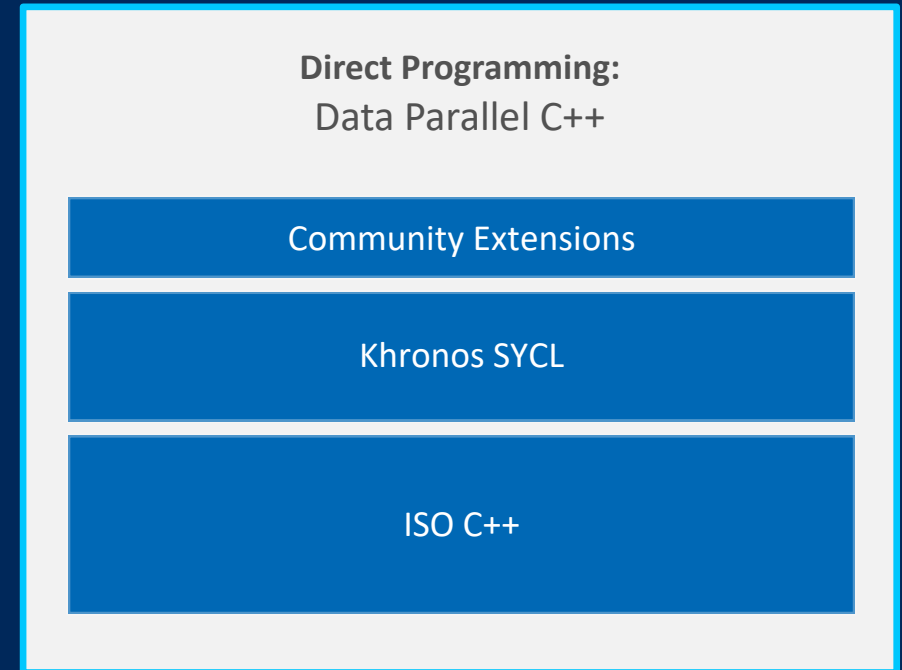 Direct Programming:
Data Parallel C++
Community Extensions
Khronos SYCL
ISO C++